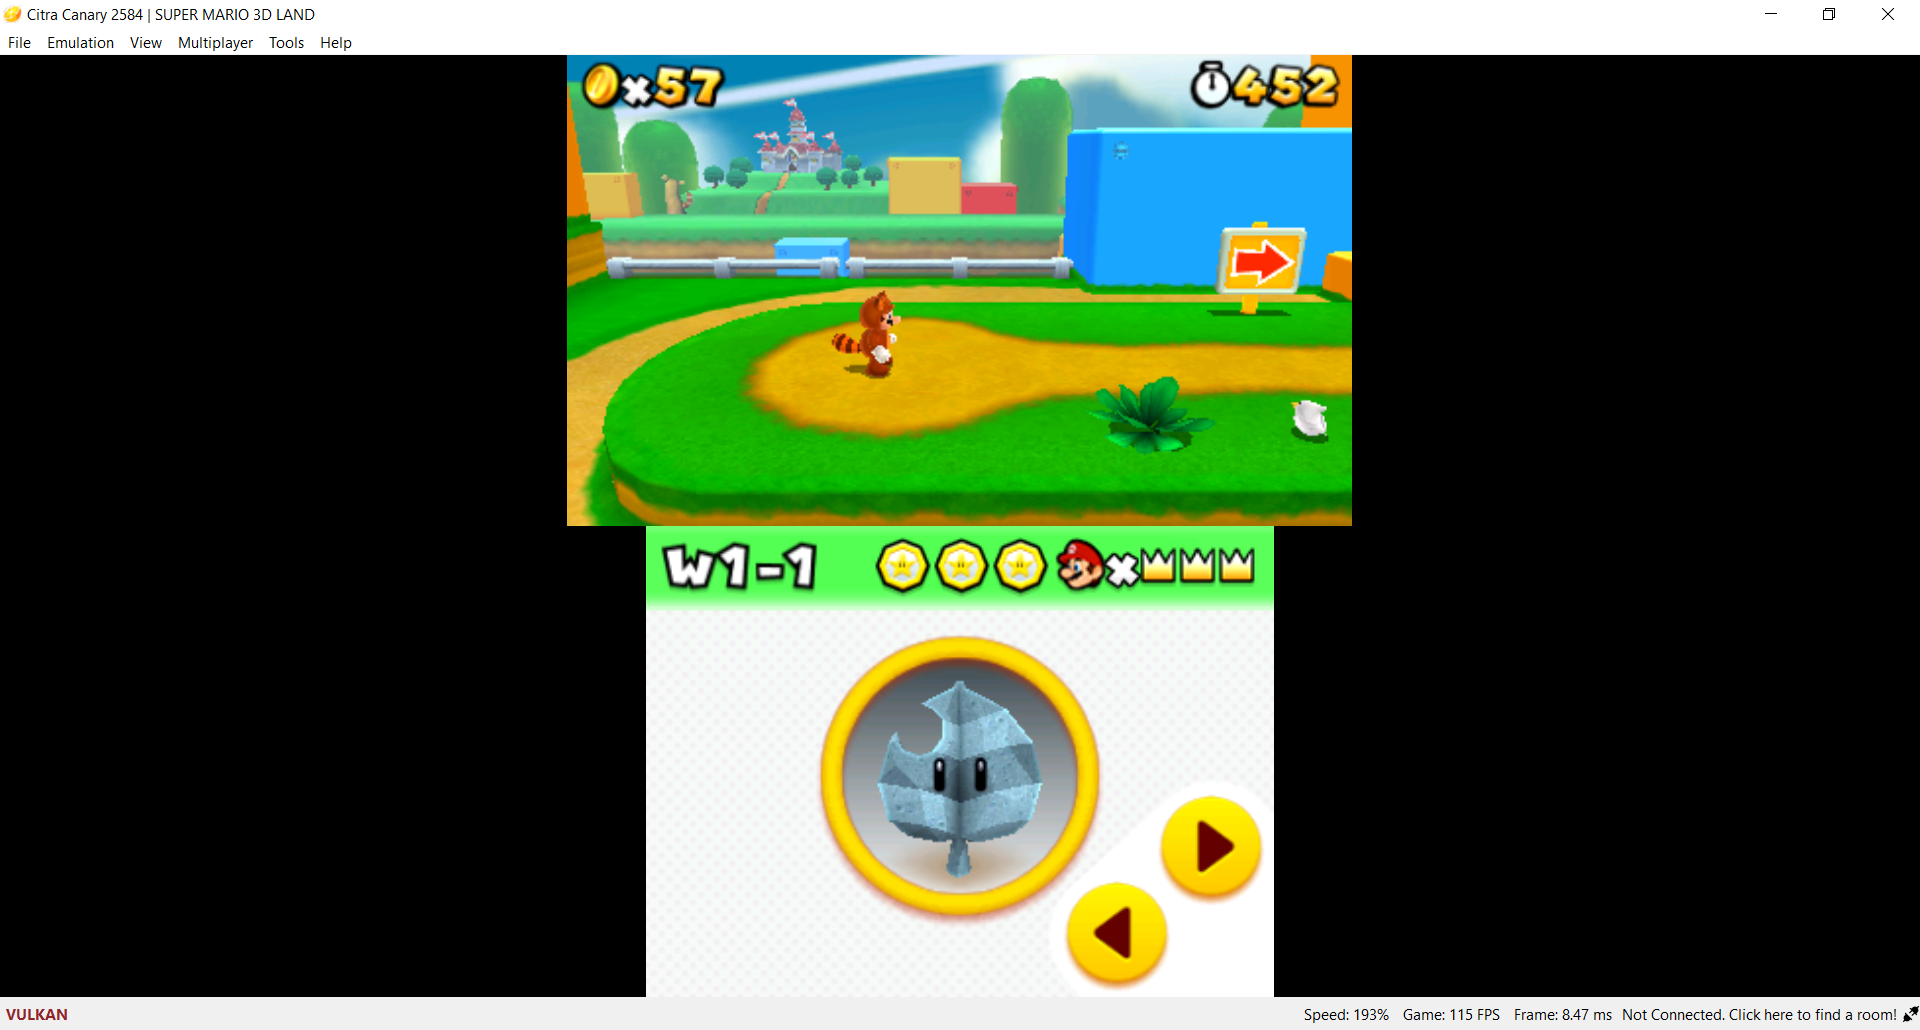 Citra Canary 2584 | SUPER MARIO 3D LAND
File Emulation View Multiplayer Tools Help
×57 452
W1-1 ×
VULKAN Speed: 193% Game: 115 FPS Frame: 8.47 ms Not Connected. Click here to find a room!